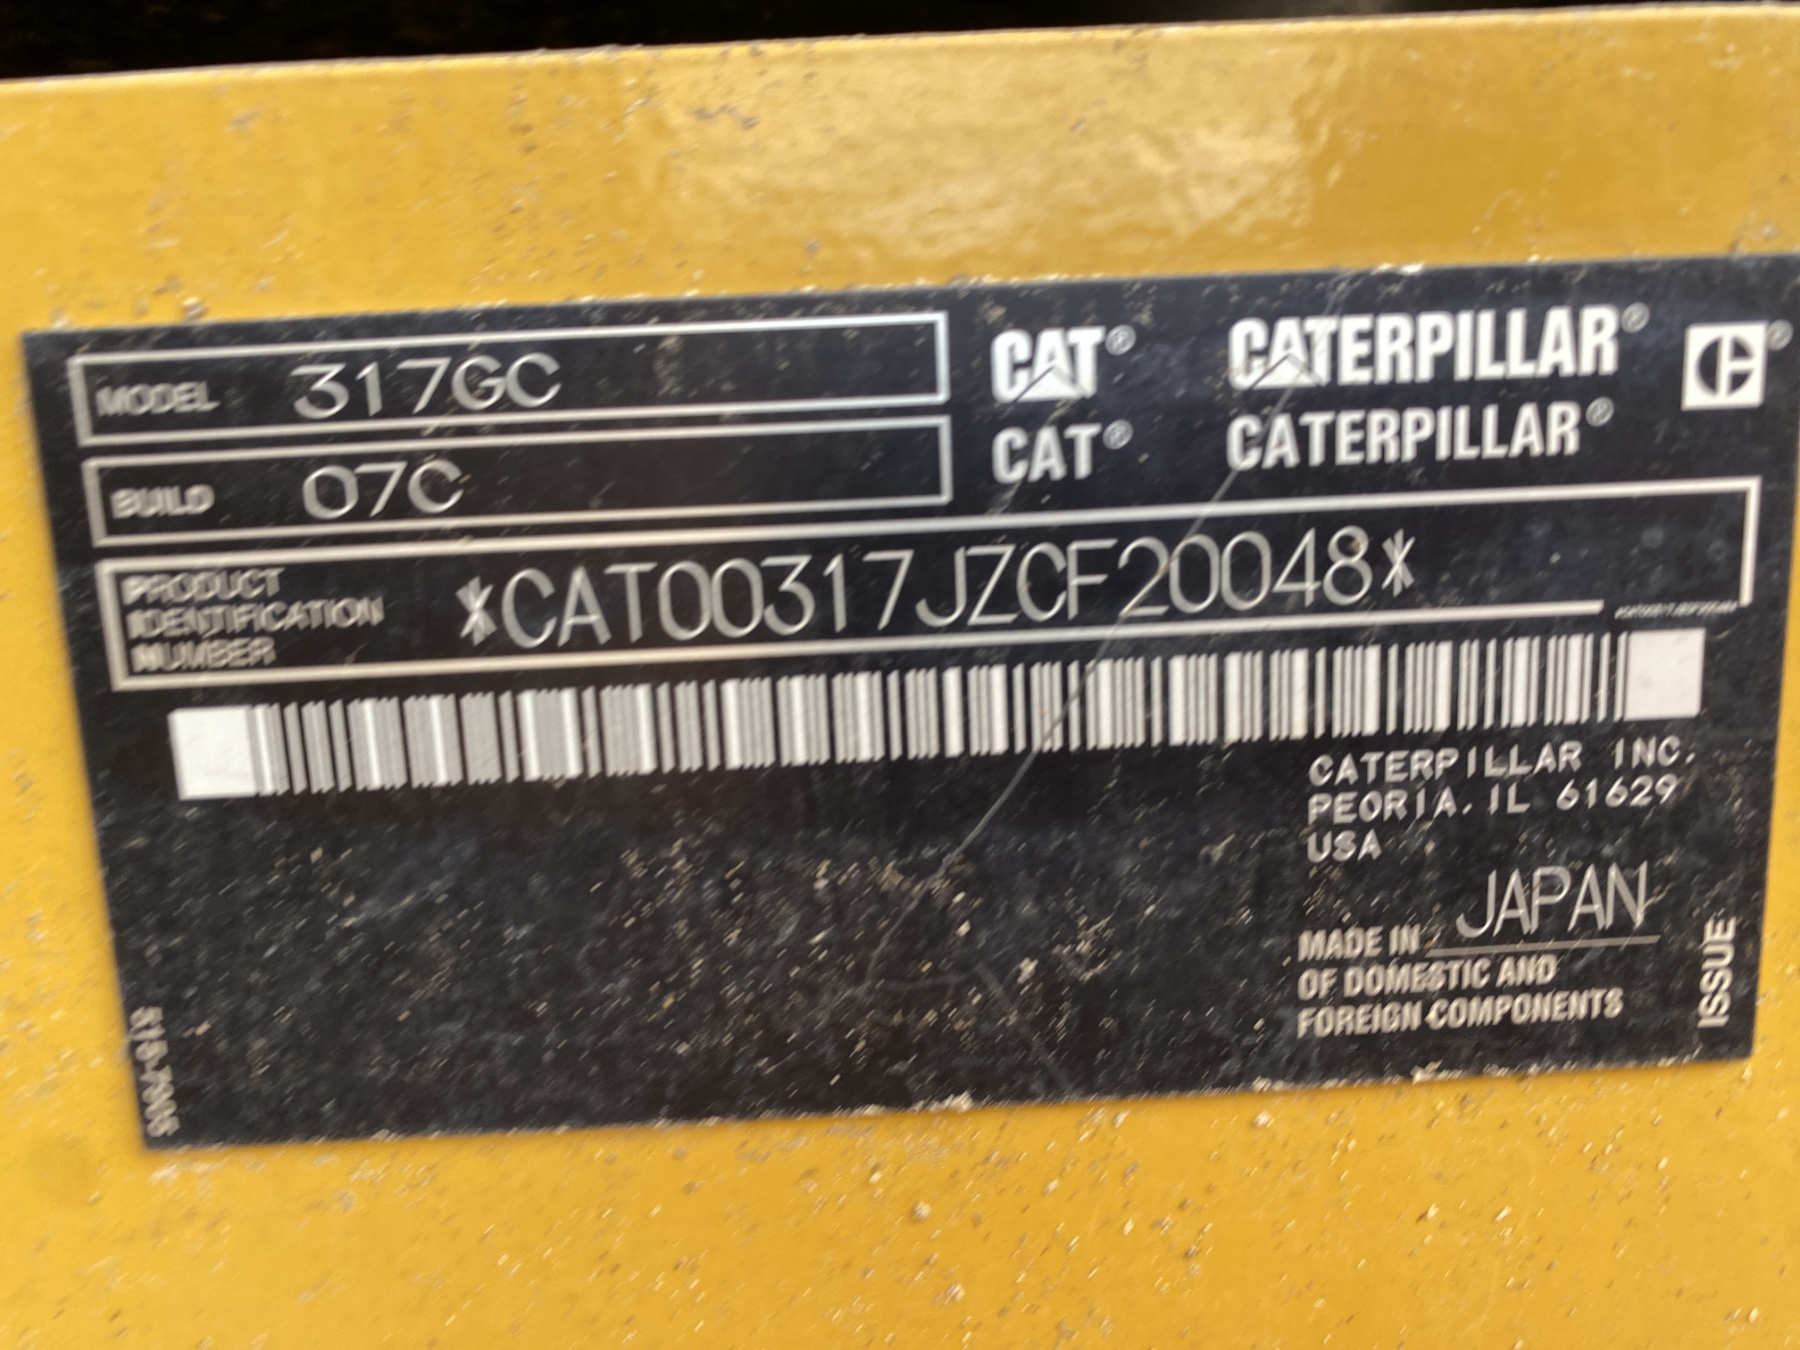 MODEL 317GC
BUILD 07C
CAT® CATERPILLAR®
CAT® CATERPILLAR®
PRODUCT
IDENTIFICATION
NUMBER
*CAT00317JZCF20048*
CATERPILLAR INC.
PEORIA, IL 61629
USA
MADE IN JAPAN
OF DOMESTIC AND
FOREIGN COMPONENTS
ISSUE